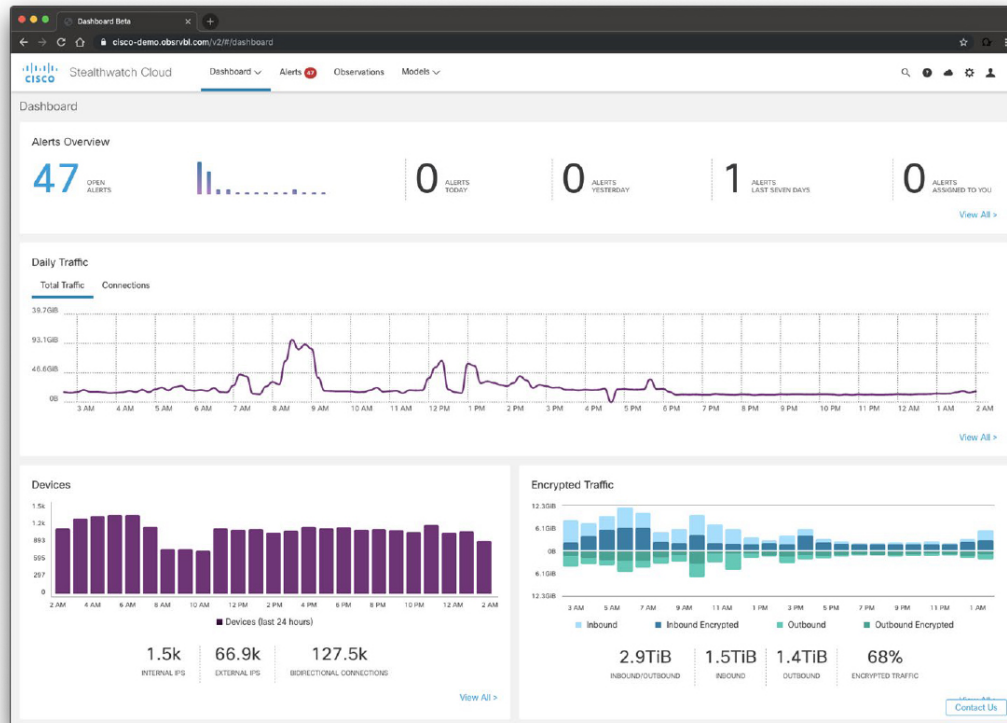 Dashboard Beta
cisco-demo.obsrvbl.com/v2/#/dashboard
CISCO Stealthwatch Cloud Dashboard Alerts 47 Observations Models
Dashboard
Alerts Overview
47 OPEN ALERTS
0 ALERTS TODAY
0 ALERTS YESTERDAY
1 ALERTS LAST SEVEN DAYS
0 ALERTS ASSIGNED TO YOU
View All >
Daily Traffic
Total Traffic Connections
39.7GiB
93.1GiB
46.6GiB
0B
3 AM 4 AM 5 AM 6 AM 7 AM 8 AM 9 AM 10 AM 11 AM 12 PM 1 PM 2 PM 3 PM 4 PM 5 PM 6 PM 7 PM 8 PM 9 PM 10 PM 11 PM 12 AM 1 AM 2 AM
View All >
Devices
1.5k
1.2k
893
595
297
0
2 AM 4 AM 6 AM 8 AM 10 AM 12 PM 2 PM 4 PM 6 PM 8 PM 10 PM 12 AM 2 AM
Devices (last 24 hours)
1.5k INTERNAL IPS
66.9k EXTERNAL IPS
127.5k BIDIRECTIONAL CONNECTIONS
View All >
Encrypted Traffic
12.3GiB
6.1GiB
0B
6.1GiB
12.3GiB
3 AM 5 AM 7 AM 9 AM 11 AM 1 PM 3 PM 5 PM 7 PM 9 PM 11 PM 1 AM
Inbound Inbound Encrypted Outbound Outbound Encrypted
2.9TiB INBOUND/OUTBOUND
1.5TiB INBOUND
1.4TiB OUTBOUND
68% ENCRYPTED TRAFFIC
Contact Us